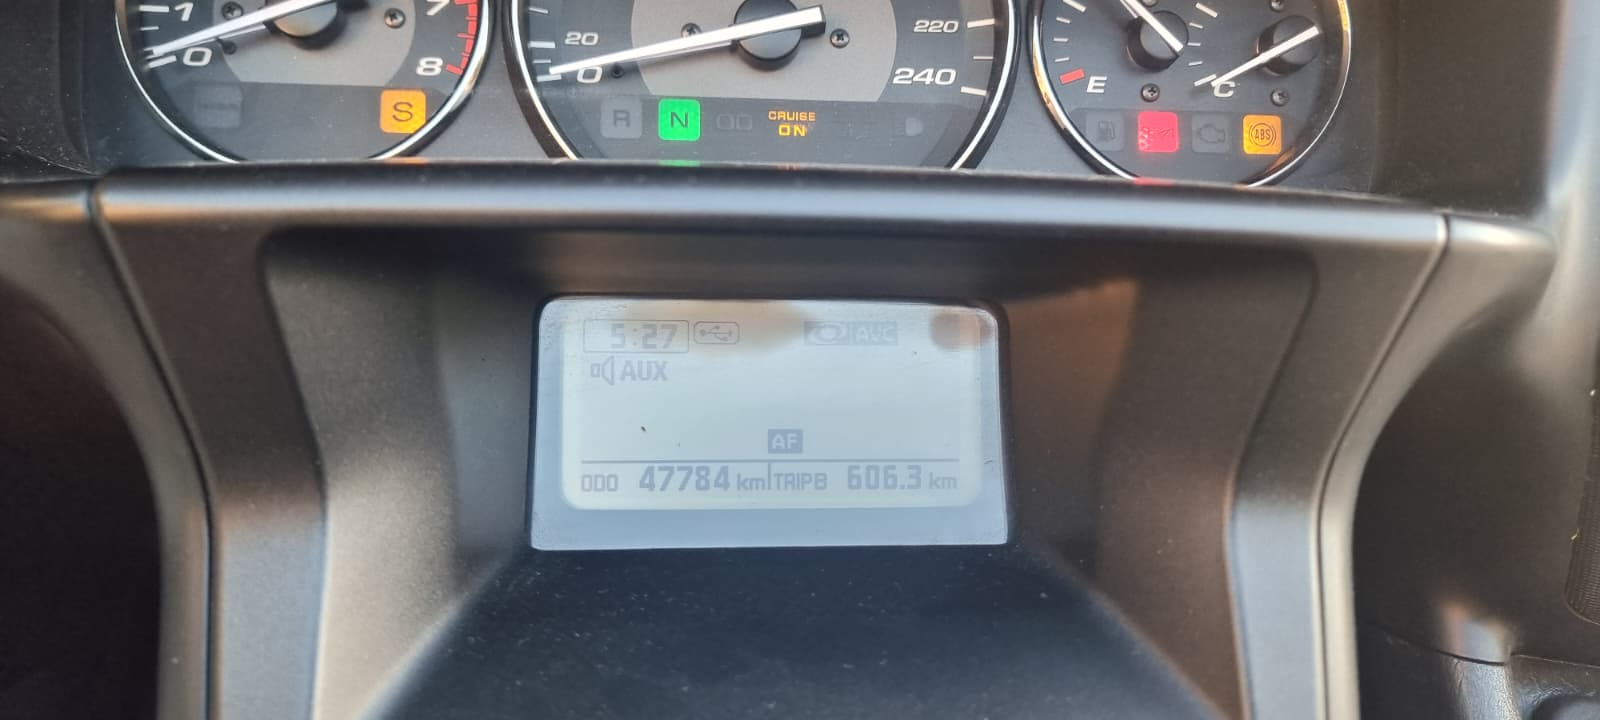 1
0
7
8
S
20
0
220
240
R N OD
CRUISE
ON
E
C
ABS
5:27
AVC
AUX
AF
ODO 47784 km TRIP B 606.3 km